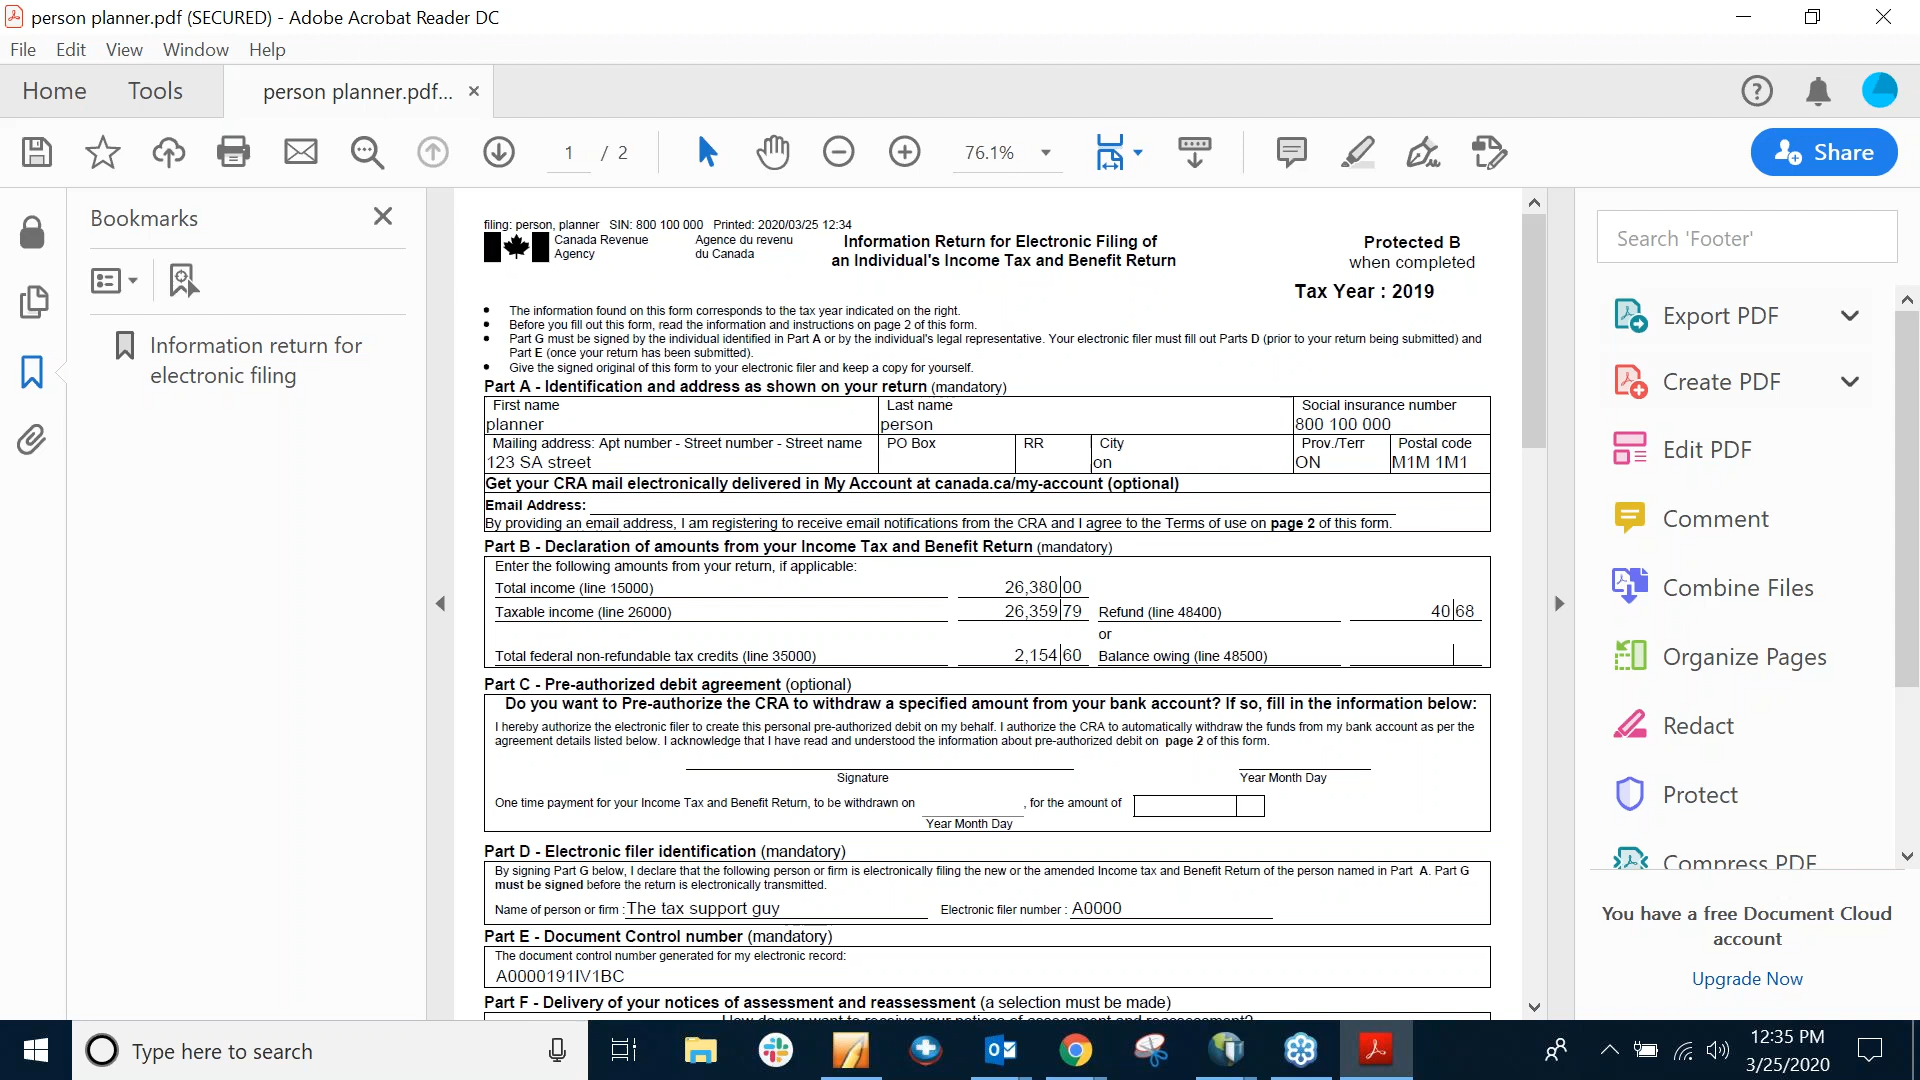 person planner.pdf (SECURED) - Adobe Acrobat Reader DC
File Edit View Window Help
Home Tools person planner.pdf... ×
1 / 2 76.1% Share
Bookmarks
Information return for
electronic filing
filing: person, planner SIN: 800 100 000 Printed: 2020/03/25 12:34
Canada Revenue Agence du revenu
Agency du Canada
Information Return for Electronic Filing of
an Individual's Income Tax and Benefit Return
Protected B
when completed
Tax Year : 2019
• The information found on this form corresponds to the tax year indicated on the right.
• Before you fill out this form, read the information and instructions on page 2 of this form.
• Part G must be signed by the individual identified in Part A or by the individual's legal representative. Your electronic filer must fill out Parts D (prior to your return being submitted) and
Part E (once your return has been submitted).
• Give the signed original of this form to your electronic filer and keep a copy for yourself.
Part A - Identification and address as shown on your return (mandatory)
First name Last name Social insurance number
planner person 800 100 000
Mailing address: Apt number - Street number - Street name PO Box RR City Prov./Terr Postal code
123 SA street on ON M1M 1M1
Get your CRA mail electronically delivered in My Account at canada.ca/my-account (optional)
Email Address:
By providing an email address, I am registering to receive email notifications from the CRA and I agree to the Terms of use on page 2 of this form.
Part B - Declaration of amounts from your Income Tax and Benefit Return (mandatory)
Enter the following amounts from your return, if applicable:
Total income (line 15000) 26,380 00
Taxable income (line 26000) 26,359 79 Refund (line 48400) 40 68
or
Total federal non-refundable tax credits (line 35000) 2,154 60 Balance owing (line 48500)
Part C - Pre-authorized debit agreement (optional)
Do you want to Pre-authorize the CRA to withdraw a specified amount from your bank account? If so, fill in the information below:
I hereby authorize the electronic filer to create this personal pre-authorized debit on my behalf. I authorize the CRA to automatically withdraw the funds from my bank account as per the
agreement details listed below. I acknowledge that I have read and understood the information about pre-authorized debit on page 2 of this form.
Signature Year Month Day
One time payment for your Income Tax and Benefit Return, to be withdrawn on , for the amount of
Year Month Day
Part D - Electronic filer identification (mandatory)
By signing Part G below, I declare that the following person or firm is electronically filing the new or the amended Income tax and Benefit Return of the person named in Part A. Part G
must be signed before the return is electronically transmitted.
Name of person or firm : The tax support guy Electronic filer number : A0000
Part E - Document Control number (mandatory)
The document control number generated for my electronic record:
A0000191IV1BC
Part F - Delivery of your notices of assessment and reassessment (a selection must be made)
How do you want to receive your notices of assessment and reassessment?
Search 'Footer'
Export PDF
Create PDF
Edit PDF
Comment
Combine Files
Organize Pages
Redact
Protect
Compress PDF
You have a free Document Cloud
account
Upgrade Now
Type here to search
12:35 PM
3/25/2020